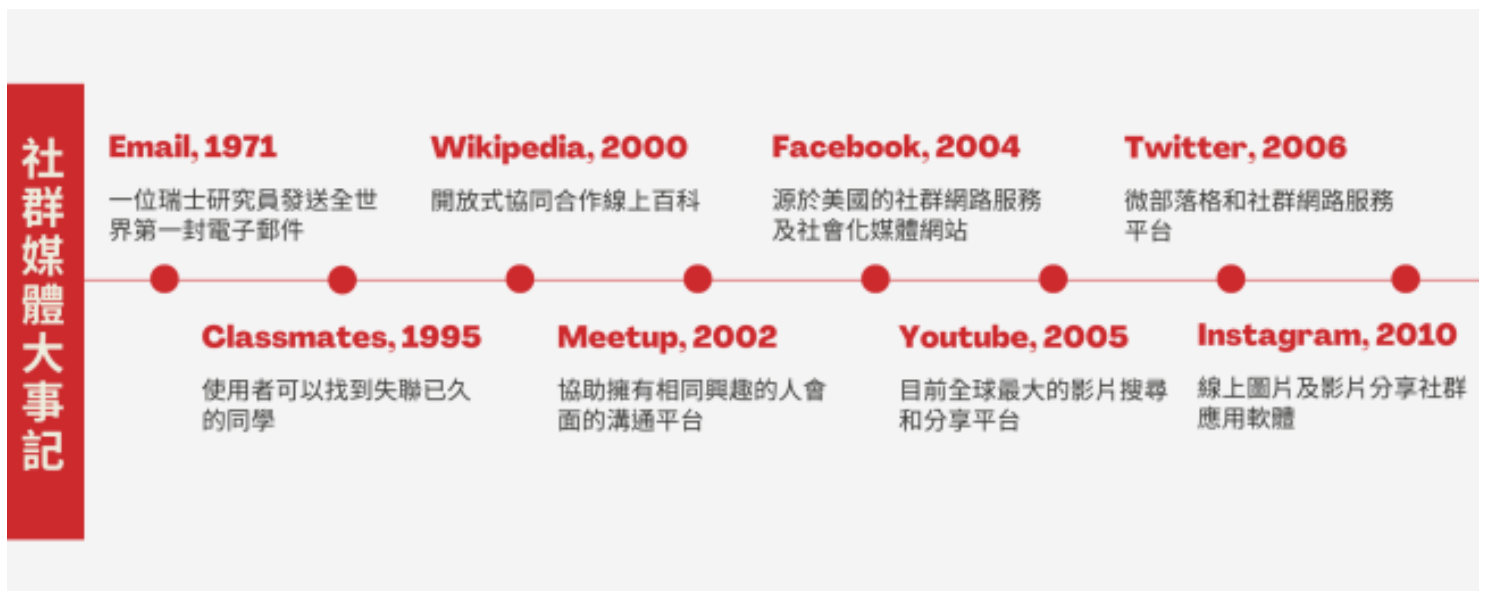 社群媒體大事記
Email, 1971
一位瑞士研究員發送全世
界第一封電子郵件
Classmates, 1995
使用者可以找到失聯已久
的同學
Wikipedia, 2000
開放式協同合作線上百科
Meetup, 2002
協助擁有相同興趣的人會
面的溝通平台
Facebook, 2004
源於美國的社群網路服務
及社會化媒體網站
Youtube, 2005
目前全球最大的影片搜尋
和分享平台
Twitter, 2006
微部落格和社群網路服務
平台
Instagram, 2010
線上圖片及影片分享社群
應用軟體